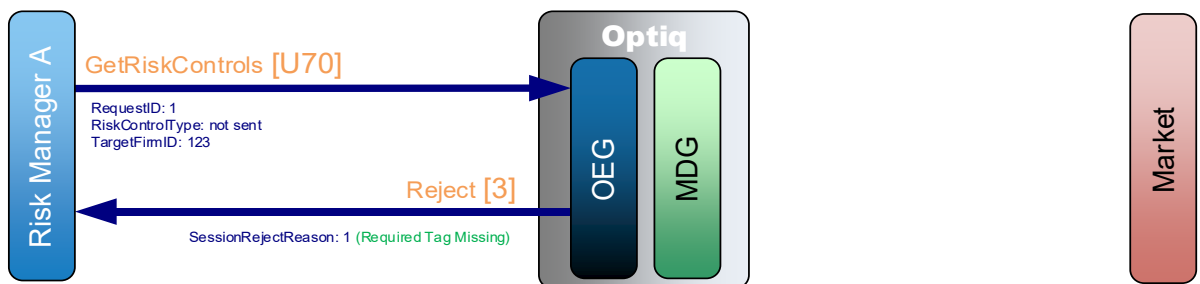 Risk Manager A
GetRiskControls [U70]
RequestID: 1
RiskControlType: not sent
TargetFirmID: 123
Reject [3]
SessionRejectReason: 1 (Required Tag Missing)
Optiq
OEG
MDG
Market